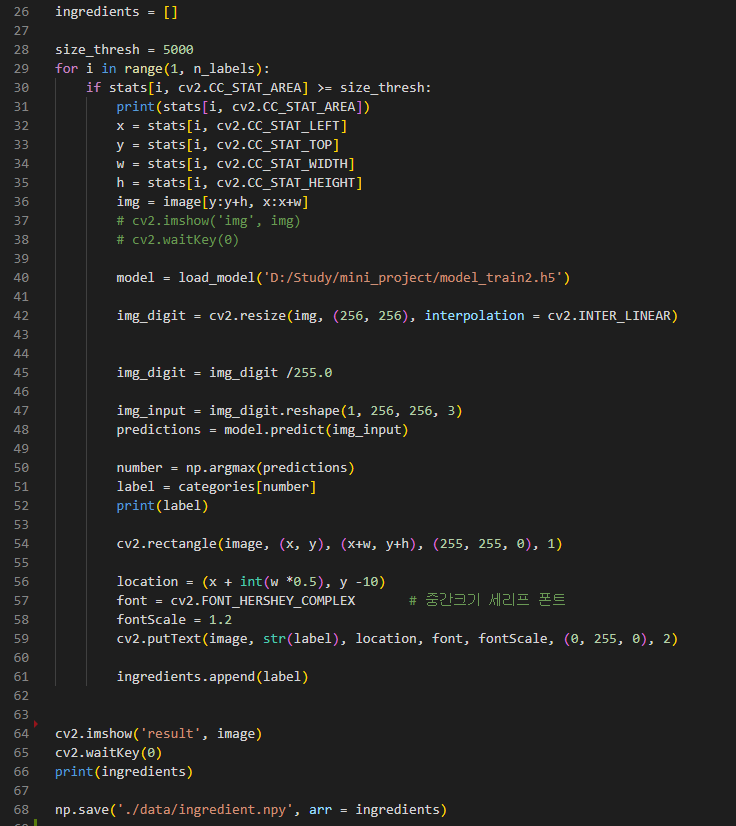 26 ingredients = []
27
28 size_thresh = 5000
29 for i in range(1, n_labels):
30     if stats[i, cv2.CC_STAT_AREA] >= size_thresh:
31         print(stats[i, cv2.CC_STAT_AREA])
32         x = stats[i, cv2.CC_STAT_LEFT]
33         y = stats[i, cv2.CC_STAT_TOP]
34         w = stats[i, cv2.CC_STAT_WIDTH]
35         h = stats[i, cv2.CC_STAT_HEIGHT]
36         img = image[y:y+h, x:x+w]
37         # cv2.imshow('img', img)
38         # cv2.waitKey(0)
39
40         model = load_model('D:/Study/mini_project/model_train2.h5')
41
42         img_digit = cv2.resize(img, (256, 256), interpolation = cv2.INTER_LINEAR)
43
44
45         img_digit = img_digit /255.0
46
47         img_input = img_digit.reshape(1, 256, 256, 3)
48         predictions = model.predict(img_input)
49
50         number = np.argmax(predictions)
51         label = categories[number]
52         print(label)
53
54         cv2.rectangle(image, (x, y), (x+w, y+h), (255, 255, 0), 1)
55
56         location = (x + int(w *0.5), y -10)
57         font = cv2.FONT_HERSHEY_COMPLEX       # 중간크기 세리프 폰트
58         fontScale = 1.2
59         cv2.putText(image, str(label), location, font, fontScale, (0, 255, 0), 2)
60
61         ingredients.append(label)
62
63
64 cv2.imshow('result', image)
65 cv2.waitKey(0)
66 print(ingredients)
67
68 np.save('./data/ingredient.npy', arr = ingredients)